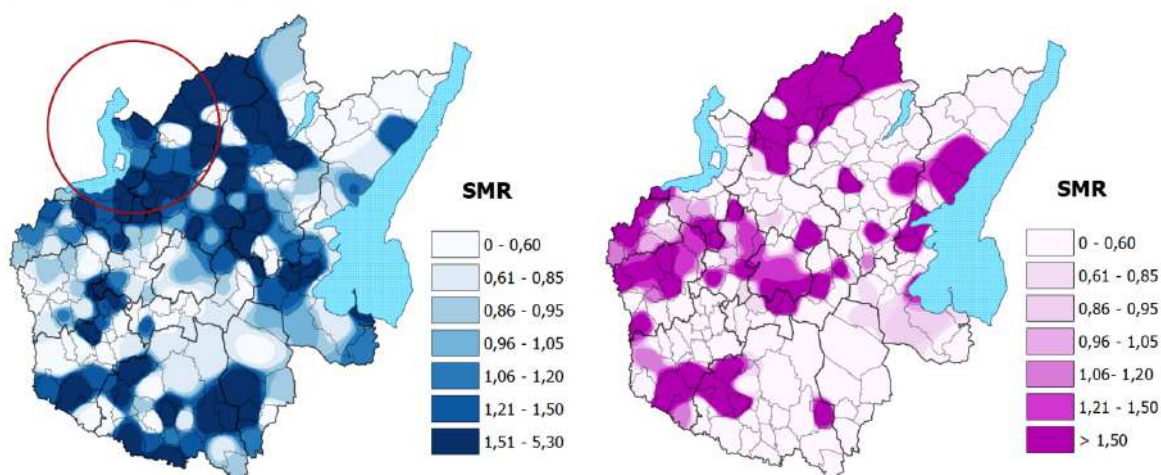 SMR
0 - 0,60
0,61 - 0,85
0,86 - 0,95
0,96 - 1,05
1,06 - 1,20
1,21 - 1,50
1,51 - 5,30
SMR
0 - 0,60
0,61 - 0,85
0,86 - 0,95
0,96 - 1,05
1,06- 1,20
1,21 - 1,50
> 1,50